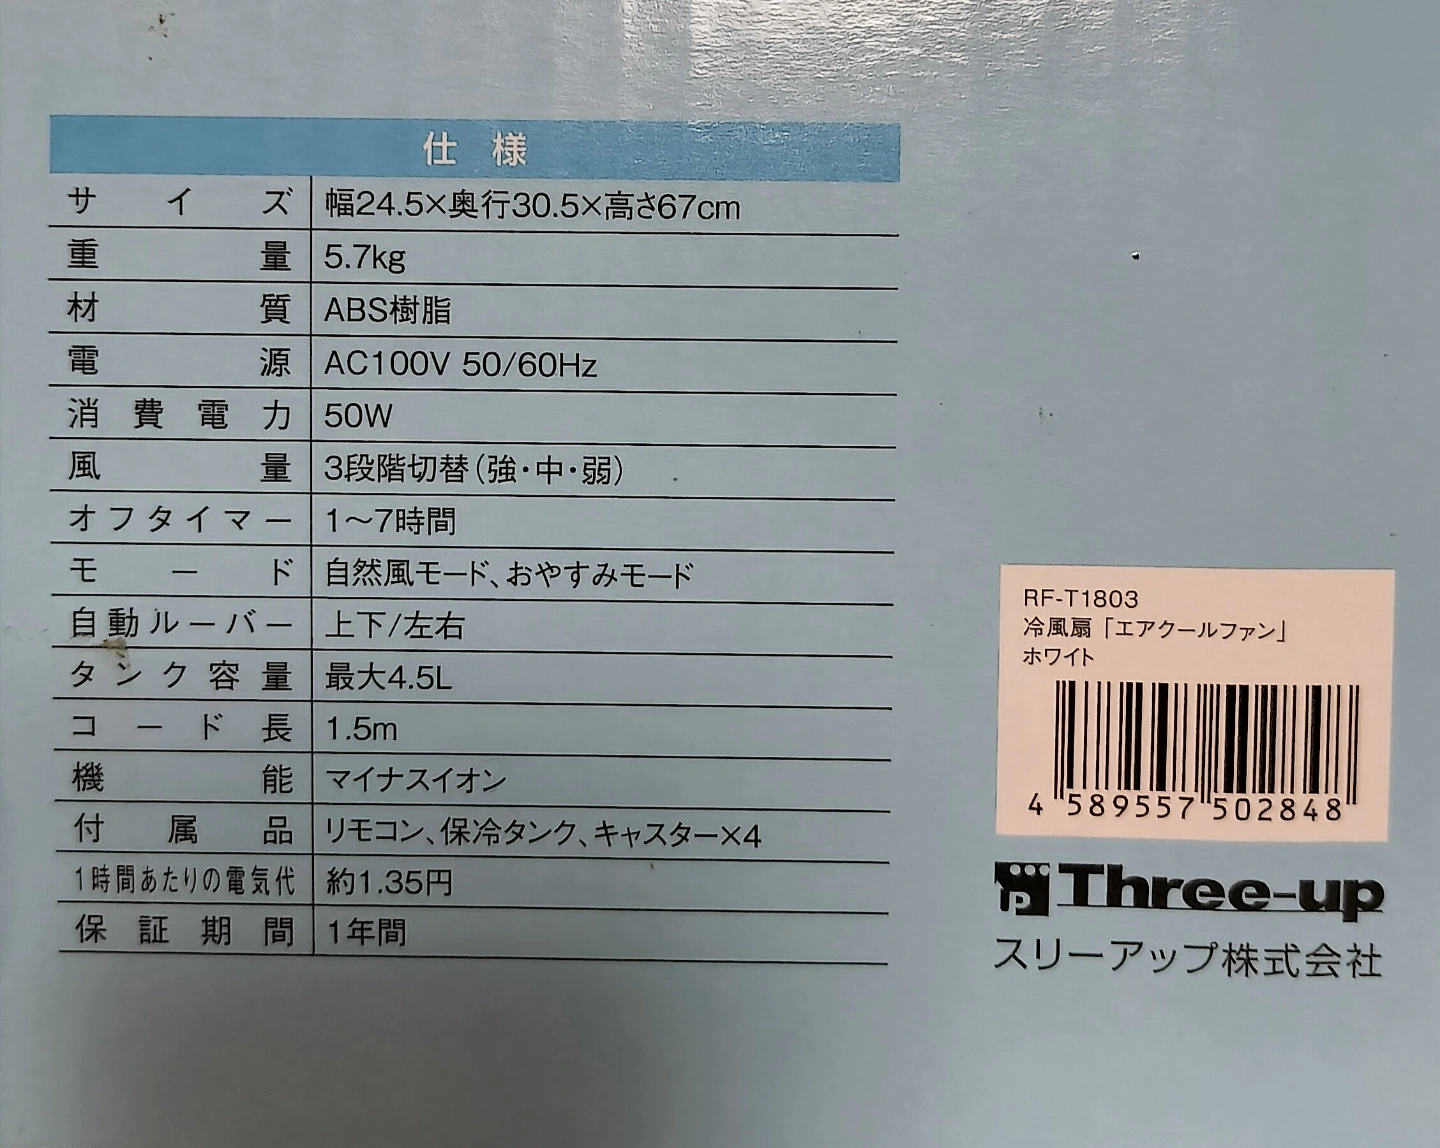 仕様
サイズ 幅24.5×奥行30.5×高さ67cm
重量 5.7kg
材質 ABS樹脂
電源 AC100V 50/60Hz
消費電力 50W
風量 3段階切替(強・中・弱)
オフタイマー 1〜7時間
モード 自然風モード、おやすみモード
自動ルーバー 上下/左右
タンク容量 最大4.5L
コード長 1.5m
機能 マイナスイオン
付属品 リモコン、保冷タンク、キャスター×4
1時間あたりの電気代 約1.35円
保証期間 1年間
RF-T1803
冷風扇「エアクールファン」
ホワイト
4 589557 502848
Three-up
スリーアップ株式会社